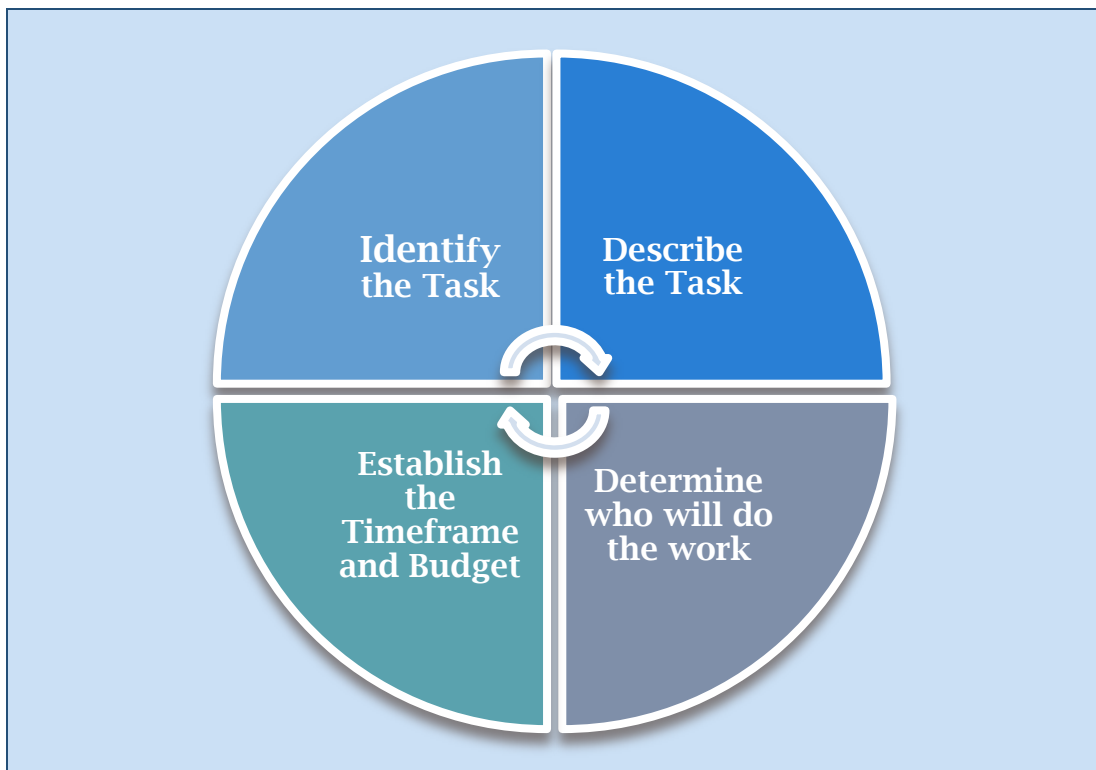 Identify
the Task
Describe
the Task
Determine
who will do
the work
Establish
the
Timeframe
and Budget